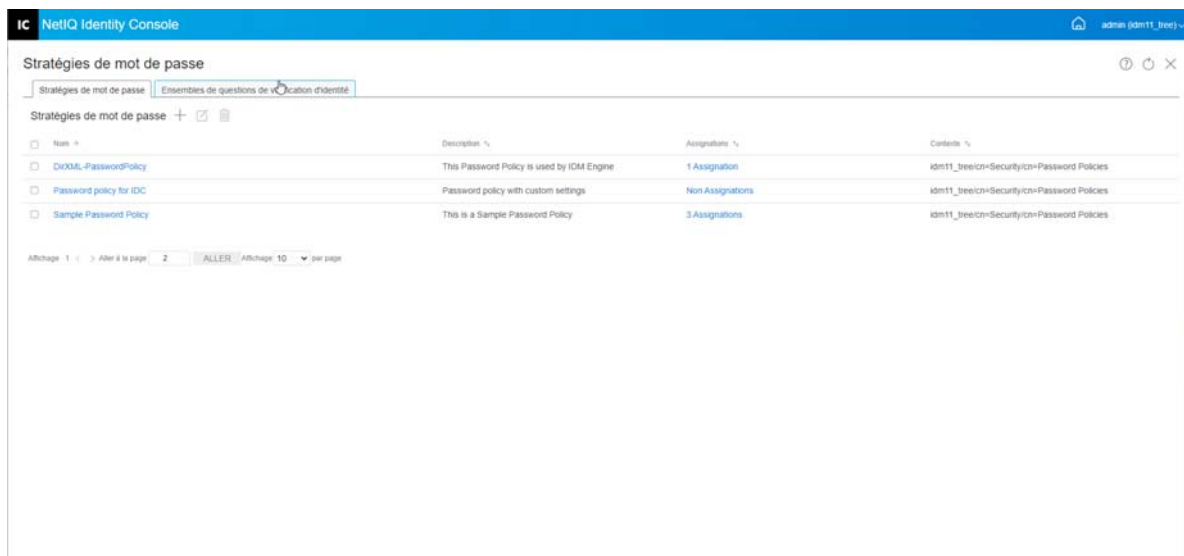 IC NetIQ Identity Console admin (idm11_tree)
Stratégies de mot de passe
Stratégies de mot de passe Ensembles de questions de vérification d'identité
Stratégies de mot de passe
Nom Description Assignations Contexte
DirXML-PasswordPolicy This Password Policy is used by IDM Engine 1 Assignation idm11_tree/cn=Security/cn=Password Policies
Password policy for IDC Password policy with custom settings Non Assignations idm11_tree/cn=Security/cn=Password Policies
Sample Password Policy This is a Sample Password Policy 3 Assignations idm11_tree/cn=Security/cn=Password Policies
Affichage 1 < > Aller à la page 2 ALLER Affichage 10 par page